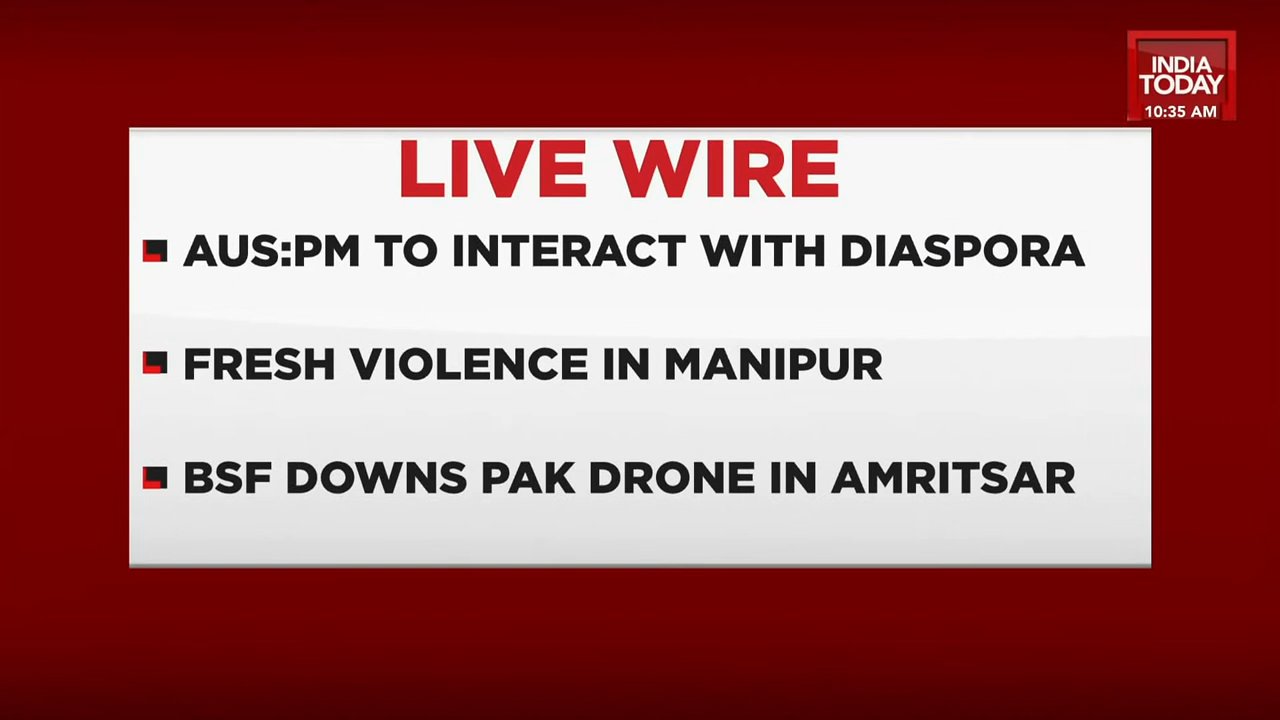 INDIA
TODAY
10:35 AM
LIVE WIRE
AUS:PM TO INTERACT WITH DIASPORA
FRESH VIOLENCE IN MANIPUR
BSF DOWNS PAK DRONE IN AMRITSAR